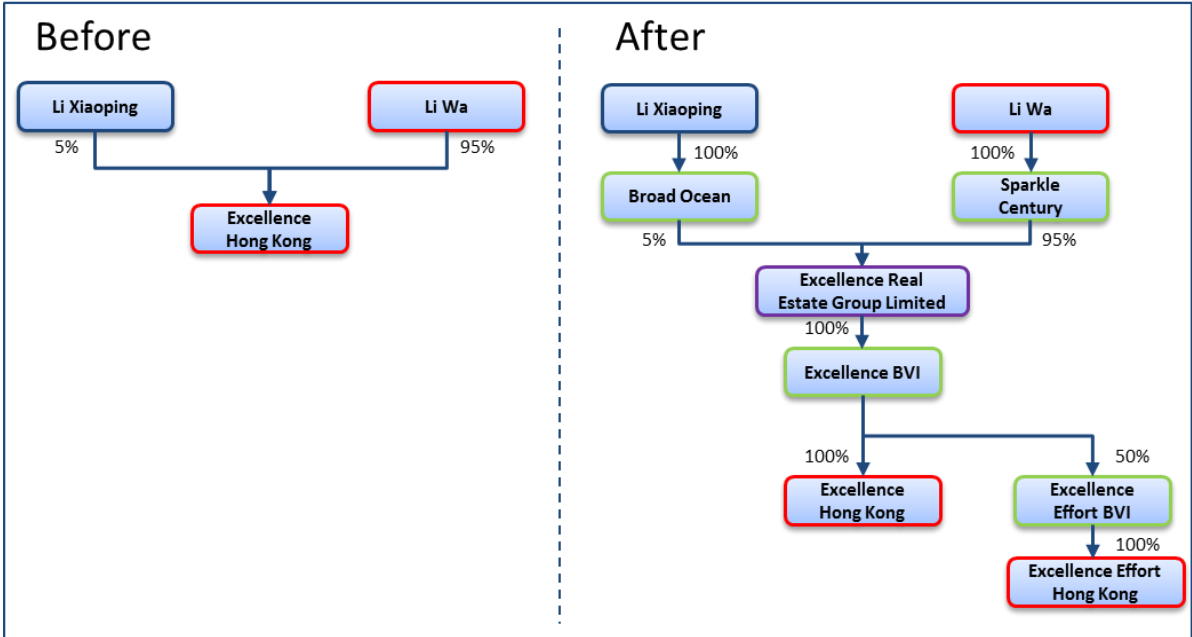 Before
Li Xiaoping
Li Wa
5%
95%
Excellence
Hong Kong
After
Li Xiaoping
Li Wa
100%
100%
Broad Ocean
Sparkle
Century
5%
95%
Excellence Real
Estate Group Limited
100%
Excellence BVI
100%
50%
Excellence
Hong Kong
Excellence
Effort BVI
100%
Excellence Effort
Hong Kong